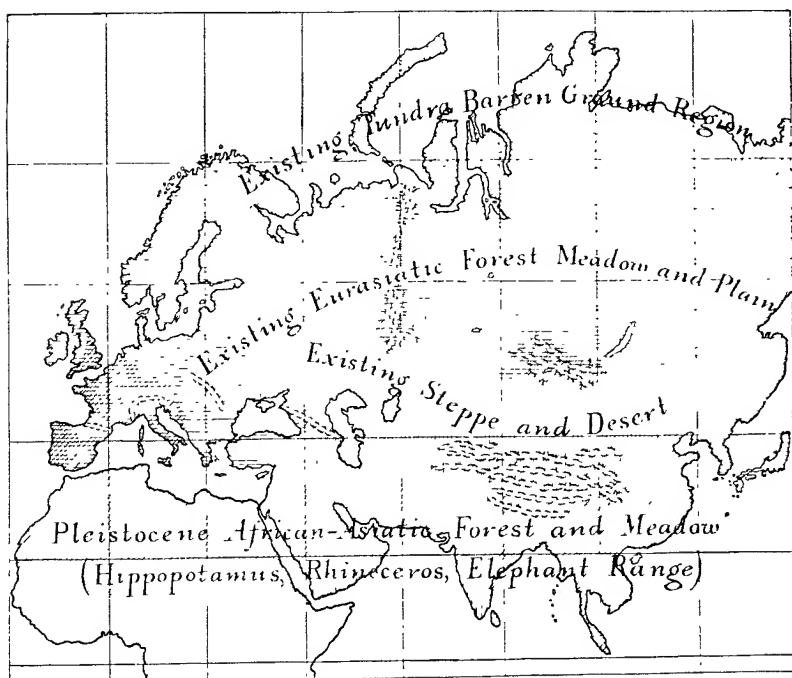 Existing Tundra Barren Ground Region
Existing Eurasiatic Forest Meadow and Plain
Existing Steppe and Desert
Pleistocene African-Asiatic Forest and Meadow
(Hippopotamus, Rhineceros, Elephant Range)